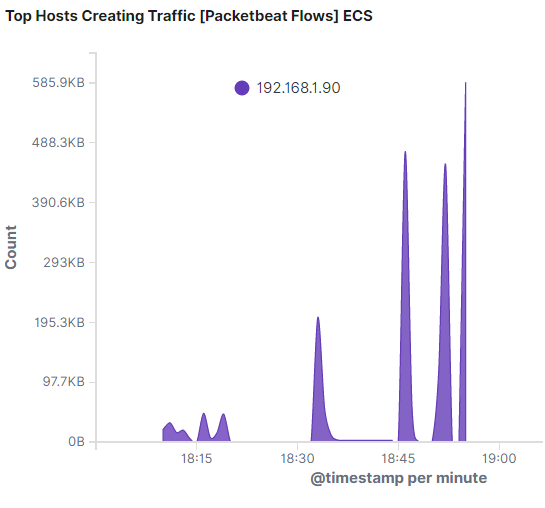 Top Hosts Creating Traffic [Packetbeat Flows] ECS
192.168.1.90
585.9KB
488.3KB
390.6KB
293KB
195.3KB
97.7KB
0B
Count
18:15 18:30 18:45 19:00
@timestamp per minute